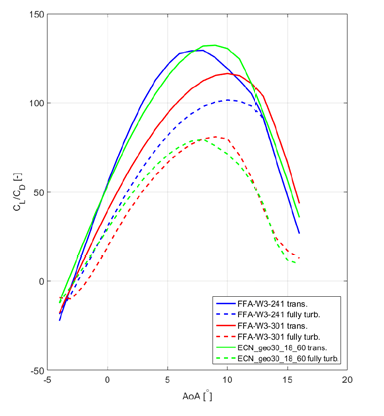 150
100
50
0
-50
-5
0
5
10
15
20
C_L/C_D [-]
AoA [°]
FFA-W3-241 trans.
FFA-W3-241 fully turb.
FFA-W3-301 trans.
FFA-W3-301 fully turb.
ECN_geo30_18_60 trans.
ECN_geo30_18_60 fully turb.